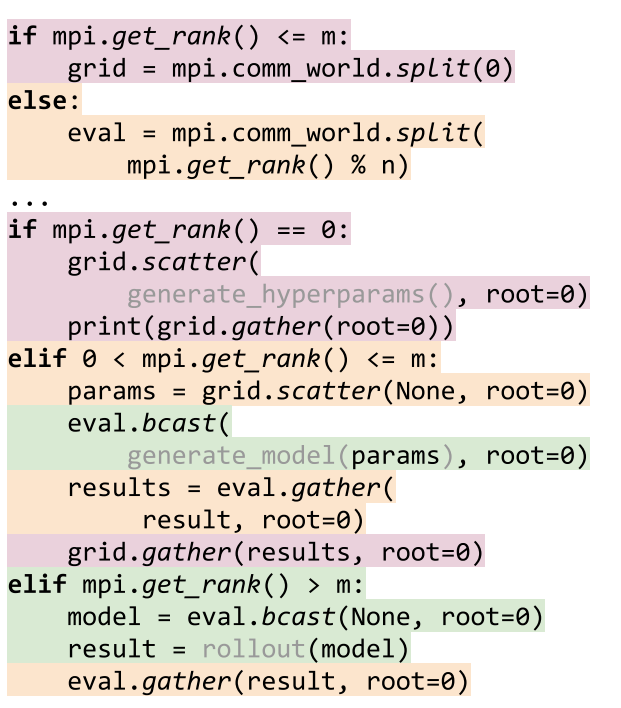 if mpi.get_rank() <= m:
    grid = mpi.comm_world.split(0)
else:
    eval = mpi.comm_world.split(
        mpi.get_rank() % n)
...
if mpi.get_rank() == 0:
    grid.scatter(
        generate_hyperparams(), root=0)
    print(grid.gather(root=0))
elif 0 < mpi.get_rank() <= m:
    params = grid.scatter(None, root=0)
    eval.bcast(
        generate_model(params), root=0)
    results = eval.gather(
         result, root=0)
    grid.gather(results, root=0)
elif mpi.get_rank() > m:
    model = eval.bcast(None, root=0)
    result = rollout(model)
    eval.gather(result, root=0)